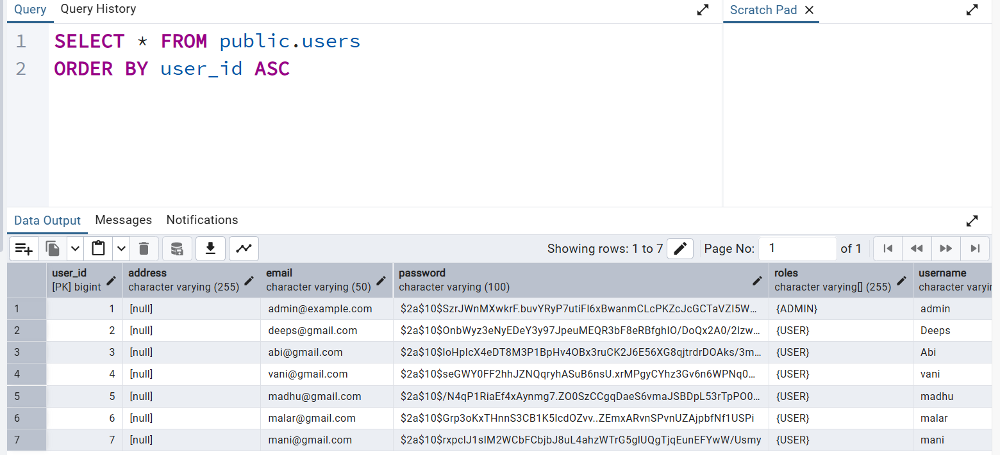 Query Query History Scratch Pad
1 SELECT * FROM public.users
2 ORDER BY user_id ASC
Data Output Messages Notifications
Showing rows: 1 to 7 Page No: 1 of 1
user_id address email password roles username
[PK] bigint character varying (255) character varying (50) character varying (100) character varying[] (255) character varyin
1 1 [null] admin@example.com $2a$10$SzrJWnMXwkrF.buvYRyP7utiFl6xBwanmCLcPKZcJcGCTaVZI5W… {ADMIN} admin
2 2 [null] deeps@gmail.com $2a$10$OnbWyz3eNyEDeY3y97JpeuMEQR3bF8eRBfghIO/DoQx2A0/2Izw… {USER} Deeps
3 3 [null] abi@gmail.com $2a$10$IoHpIcX4eDT8M3P1BpHv4OBx3ruCK2J6E56XG8qjtrdrDOAks/3m… {USER} Abi
4 4 [null] vani@gmail.com $2a$10$seGWY0FF2hhJZNQqryhASuB6nsU.xrMPgyCYhz3Gv6n6WPNq0… {USER} vani
5 5 [null] madhu@gmail.com $2a$10$/N4qP1RiaEf4xAynmg7.ZO0SzCCgqDaeS6vmaJSBDpL53rTpPO0… {USER} madhu
6 6 [null] malar@gmail.com $2a$10$Grp3oKxTHnnS3CB1K5IcdOZvv..ZEmxARvnSPvnUZAjpbfNf1USPi {USER} malar
7 7 [null] mani@gmail.com $2a$10$rxpcIJ1sIM2WCbFCbjbJ8uL4ahzWTrG5gIUQgTjqEunEFYwW/Usmy {USER} mani